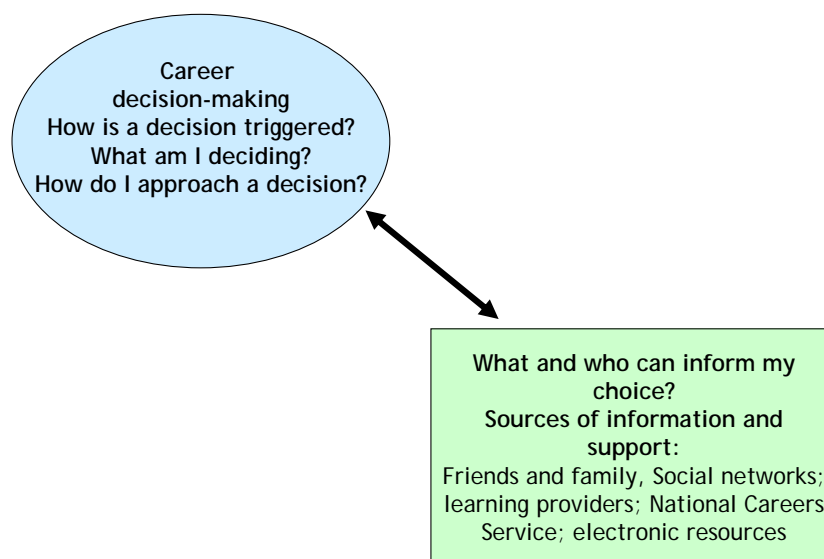 Career
decision-making
How is a decision triggered?
What am I deciding?
How do I approach a decision?
What and who can inform my
choice?
Sources of information and
support:
Friends and family, Social networks;
learning providers; National Careers
Service; electronic resources